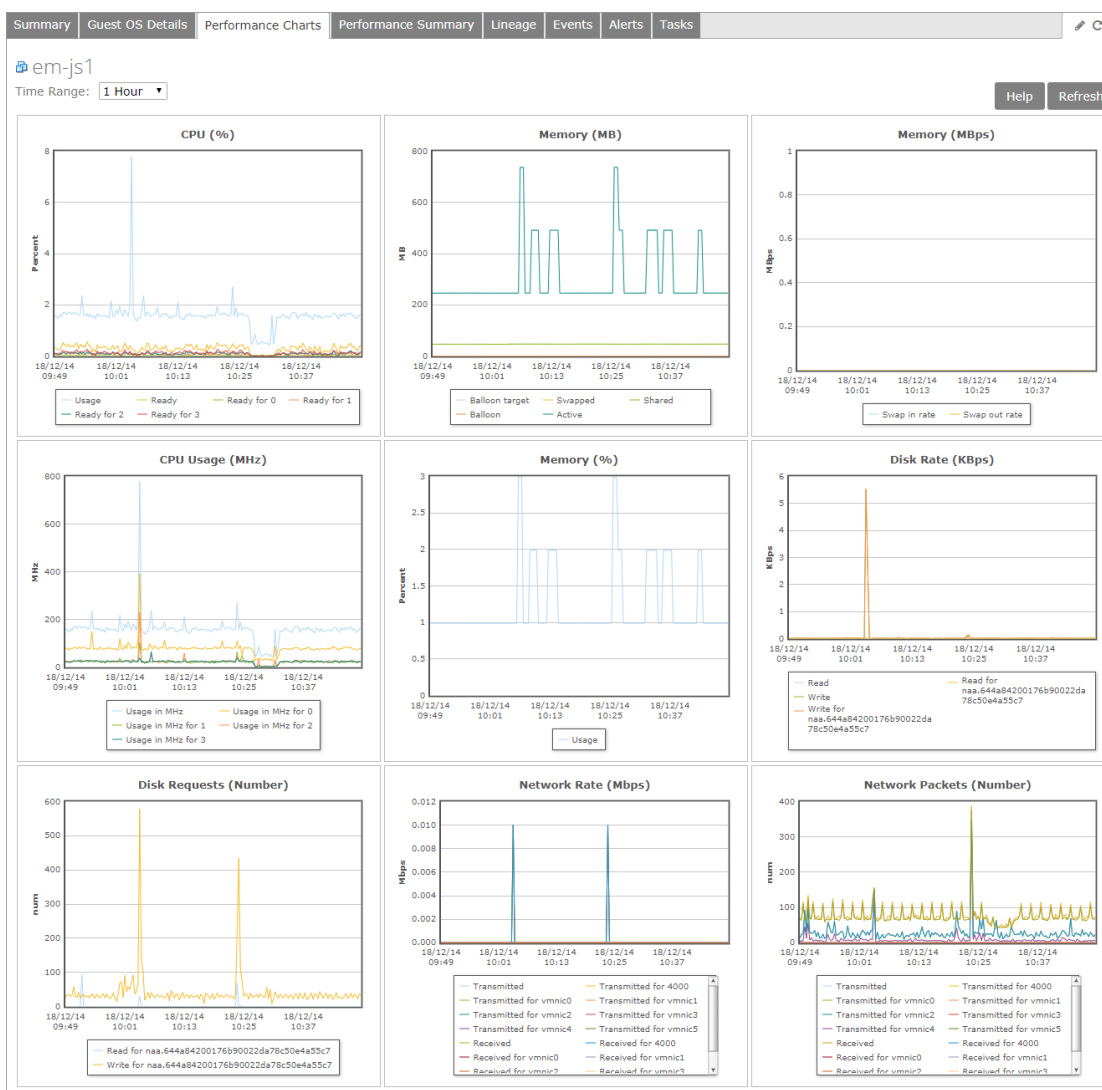 Summary Guest OS Details Performance Charts Performance Summary Lineage Events Alerts Tasks
em-js1
Time Range: 1 Hour
Help Refresh
CPU (%)
8
6
4
2
0
Percent
18/12/14 18/12/14 18/12/14 18/12/14 18/12/14
09:49 10:01 10:13 10:25 10:37
Usage Ready Ready for 0 Ready for 1
Ready for 2 Ready for 3
Memory (MB)
800
600
400
200
0
MB
18/12/14 18/12/14 18/12/14 18/12/14 18/12/14
09:49 10:01 10:13 10:25 10:37
Balloon target Swapped Shared
Balloon Active
Memory (MBps)
1
0.8
0.6
0.4
0.2
0
MBps
18/12/14 18/12/14 18/12/14 18/12/14 18/12/14
09:49 10:01 10:13 10:25 10:37
Swap in rate Swap out rate
CPU Usage (MHz)
800
600
400
200
0
MHz
18/12/14 18/12/14 18/12/14 18/12/14 18/12/14
09:49 10:01 10:13 10:25 10:37
Usage in MHz Usage in MHz for 0
Usage in MHz for 1 Usage in MHz for 2
Usage in MHz for 3
Memory (%)
3
2.5
2
1.5
1
0.5
0
Percent
18/12/14 18/12/14 18/12/14 18/12/14 18/12/14
09:49 10:01 10:13 10:25 10:37
Usage
Disk Rate (KBps)
6
5
4
3
2
1
0
KBps
18/12/14 18/12/14 18/12/14 18/12/14 18/12/14
09:49 10:01 10:13 10:25 10:37
Read
Write
Write for
naa.644a84200176b90022da
78c50e4a55c7
Read for
naa.644a84200176b90022da
78c50e4a55c7
Disk Requests (Number)
600
500
400
300
200
100
0
num
18/12/14 18/12/14 18/12/14 18/12/14 18/12/14
09:49 10:01 10:13 10:25 10:37
Read for naa.644a84200176b90022da78c50e4a55c7
Write for naa.644a84200176b90022da78c50e4a55c7
Network Rate (Mbps)
0.012
0.010
0.008
0.006
0.004
0.002
0.000
Mbps
18/12/14 18/12/14 18/12/14 18/12/14 18/12/14
09:49 10:01 10:13 10:25 10:37
Transmitted Transmitted for 4000
Transmitted for vmnic0 Transmitted for vmnic1
Transmitted for vmnic2 Transmitted for vmnic3
Transmitted for vmnic4 Transmitted for vmnic5
Received Received for 4000
Received for vmnic0 Received for vmnic1
Received for vmnic2 Received for vmnic3
Network Packets (Number)
400
300
200
100
0
num
18/12/14 18/12/14 18/12/14 18/12/14 18/12/14
09:49 10:01 10:13 10:25 10:37
Transmitted Transmitted for 4000
Transmitted for vmnic0 Transmitted for vmnic1
Transmitted for vmnic2 Transmitted for vmnic3
Transmitted for vmnic4 Transmitted for vmnic5
Received Received for 4000
Received for vmnic0 Received for vmnic1
Received for vmnic2 Received for vmnic3